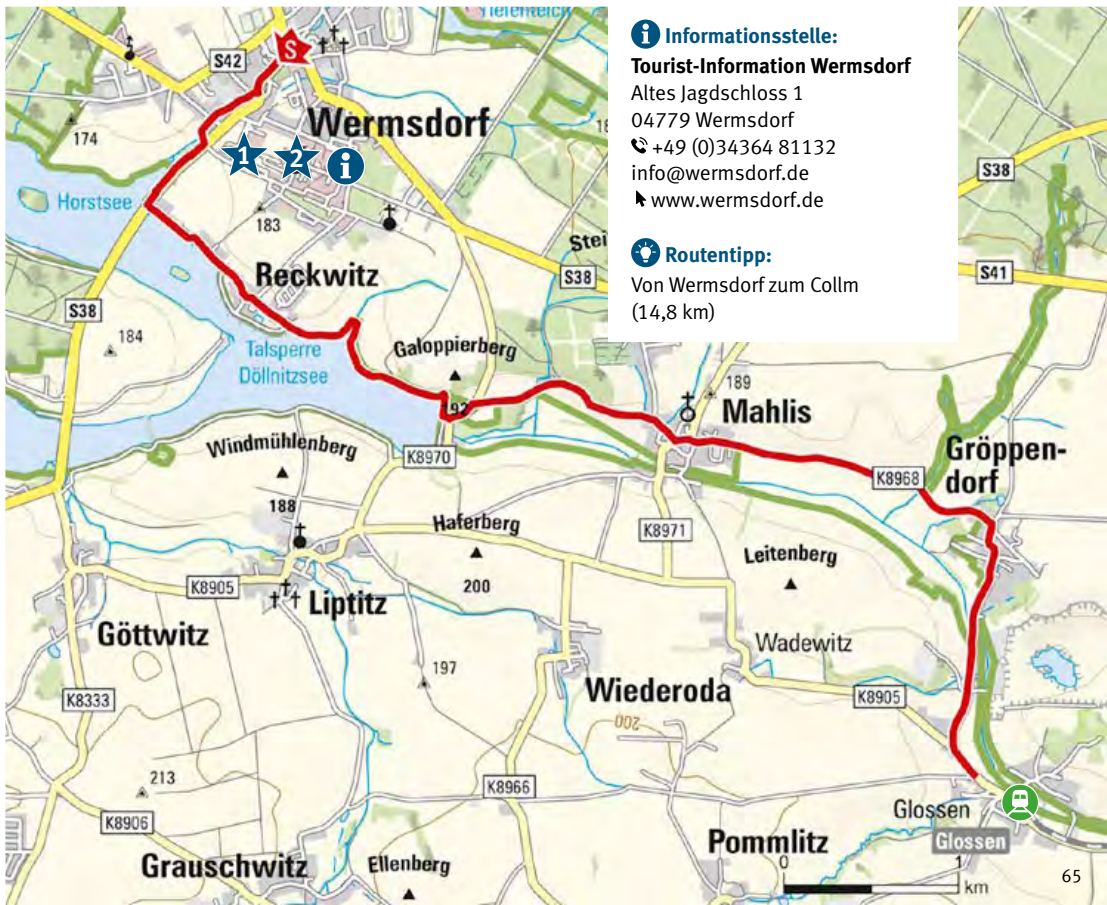 Tiefenteich
S42
S
174
Wermsdorf
1
2
i
S38
Horstsee
183
Reckwitz
S38
S38
S41
184
Talsperre
Döllnitzsee
Galoppierberg
192
189
Mahlis
Windmühlenberg
188
K8970
K8968
Gröppen-
dorf
Haferberg
200
K8971
Leitenberg
K8905
Liptitz
Göttwitz
197
Wadewitz
Wiederoda
K8905
K8333
200
213
K8966
K8906
Glossen
Glossen
Grauschwitz
Ellenberg
Pommlitz
0 1
km
i Informationsstelle:
Tourist-Information Wermsdorf
Altes Jagdschloss 1
04779 Wermsdorf
+49 (0)34364 81132
info@wermsdorf.de
www.wermsdorf.de
Routentipp:
Von Wermsdorf zum Collm
(14,8 km)
65